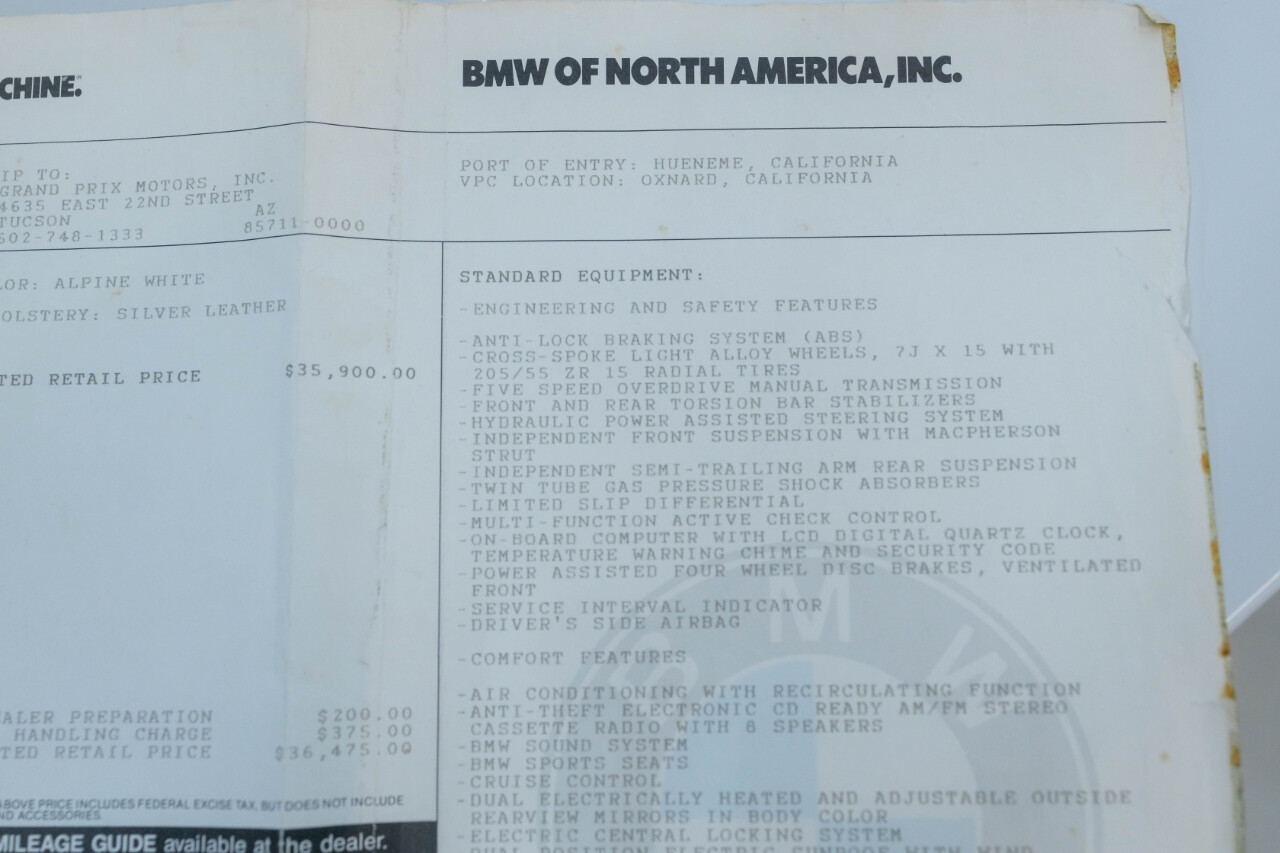 CHINE.
BMW OF NORTH AMERICA, INC.
IP TO:
GRAND PRIX MOTORS, INC.
4635 EAST 22ND STREET
TUCSON AZ
602-748-1333 85711-0000
PORT OF ENTRY: HUENEME, CALIFORNIA
VPC LOCATION: OXNARD, CALIFORNIA
LOR: ALPINE WHITE
OLSTERY: SILVER LEATHER
TED RETAIL PRICE $35,900.00
ALER PREPARATION $200.00
HANDLING CHARGE $375.00
TED RETAIL PRICE $36,475.00
ABOVE PRICE INCLUDES FEDERAL EXCISE TAX, BUT DOES NOT INCLUDE
ND ACCESSORIES.
MILEAGE GUIDE available at the dealer.
STANDARD EQUIPMENT:
-ENGINEERING AND SAFETY FEATURES
-ANTI-LOCK BRAKING SYSTEM (ABS)
-CROSS-SPOKE LIGHT ALLOY WHEELS, 7J X 15 WITH
205/55 ZR 15 RADIAL TIRES
-FIVE SPEED OVERDRIVE MANUAL TRANSMISSION
-FRONT AND REAR TORSION BAR STABILIZERS
-HYDRAULIC POWER ASSISTED STEERING SYSTEM
-INDEPENDENT FRONT SUSPENSION WITH MACPHERSON
STRUT
-INDEPENDENT SEMI-TRAILING ARM REAR SUSPENSION
-TWIN TUBE GAS PRESSURE SHOCK ABSORBERS
-LIMITED SLIP DIFFERENTIAL
-MULTI-FUNCTION ACTIVE CHECK CONTROL
-ON-BOARD COMPUTER WITH LCD DIGITAL QUARTZ CLOCK,
TEMPERATURE WARNING CHIME AND SECURITY CODE
-POWER ASSISTED FOUR WHEEL DISC BRAKES, VENTILATED
FRONT
-SERVICE INTERVAL INDICATOR
-DRIVER'S SIDE AIRBAG
-COMFORT FEATURES
-AIR CONDITIONING WITH RECIRCULATING FUNCTION
-ANTI-THEFT ELECTRONIC CD READY AM/FM STEREO
CASSETTE RADIO WITH 8 SPEAKERS
-BMW SOUND SYSTEM
-BMW SPORTS SEATS
-CRUISE CONTROL
-DUAL ELECTRICALLY HEATED AND ADJUSTABLE OUTSIDE
REARVIEW MIRRORS IN BODY COLOR
-ELECTRIC CENTRAL LOCKING SYSTEM
-DUAL POSITION ELECTRIC SUNROOF WITH WIND
BMW